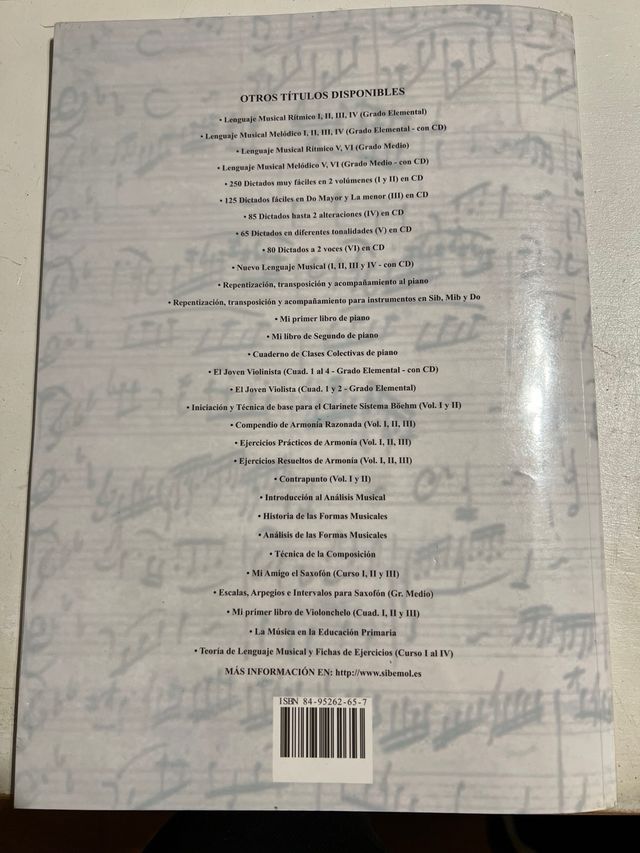 OTROS TÍTULOS DISPONIBLES
• Lenguaje Musical Rítmico I, II, III, IV (Grado Elemental)
• Lenguaje Musical Melódico I, II, III, IV (Grado Elemental - con CD)
• Lenguaje Musical Rítmico V, VI (Grado Medio)
• Lenguaje Musical Melódico V, VI (Grado Medio - con CD)
• 250 Dictados muy fáciles en 2 volúmenes (I y II) en CD
• 125 Dictados fáciles en Do Mayor y La menor (III) en CD
• 85 Dictados hasta 2 alteraciones (IV) en CD
• 65 Dictados en diferentes tonalidades (V) en CD
• 80 Dictados a 2 voces (VI) en CD
• Nuevo Lenguaje Musical (I, II, III y IV - con CD)
• Repentización, transposición y acompañamiento al piano
• Repentización, transposición y acompañamiento para instrumentos en Sib, Mib y Do
• Mi primer libro de piano
• Mi libro de Segundo de piano
• Cuaderno de Clases Colectivas de piano
• El Joven Violinista (Cuad. 1 al 4 - Grado Elemental - con CD)
• El Joven Violista (Cuad. 1 y 2 - Grado Elemental)
• Iniciación y Técnica de base para el Clarinete Sistema Böehm (Vol. I y II)
• Compendio de Armonía Razonada (Vol. I, II, III)
• Ejercicios Prácticos de Armonía (Vol. I, II, III)
• Ejercicios Resueltos de Armonía (Vol. I, II, III)
• Contrapunto (Vol. I y II)
• Introducción al Análisis Musical
• Historia de las Formas Musicales
• Análisis de las Formas Musicales
• Técnica de la Composición
• Mi Amigo el Saxofón (Curso I, II y III)
• Escalas, Arpegios e Intervalos para Saxofón (Gr. Medio)
• Mi primer libro de Violonchelo (Cuad. I, II y III)
• La Música en la Educación Primaria
• Teoría de Lenguaje Musical y Fichas de Ejercicios (Curso I al IV)
MÁS INFORMACIÓN EN: http://www.sibemol.es
ISBN 84-95262-65-7